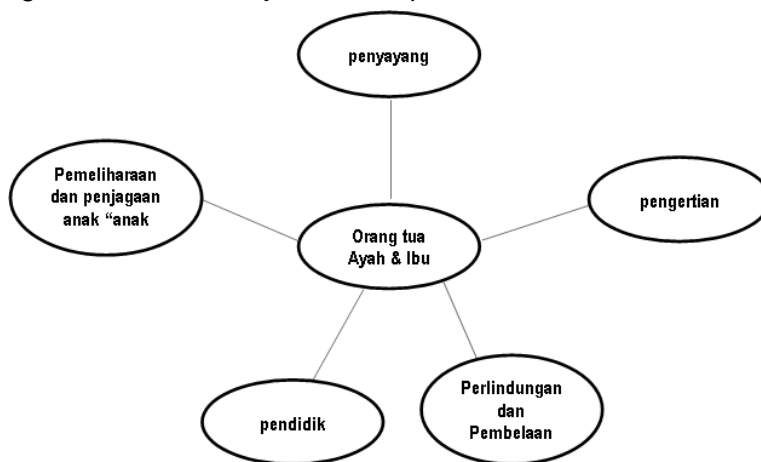 penyayang
Pemeliharaan
dan penjagaan
anak “anak
pengertian
Orang tua
Ayah & Ibu
Perlindungan
dan
Pembelaan
pendidik